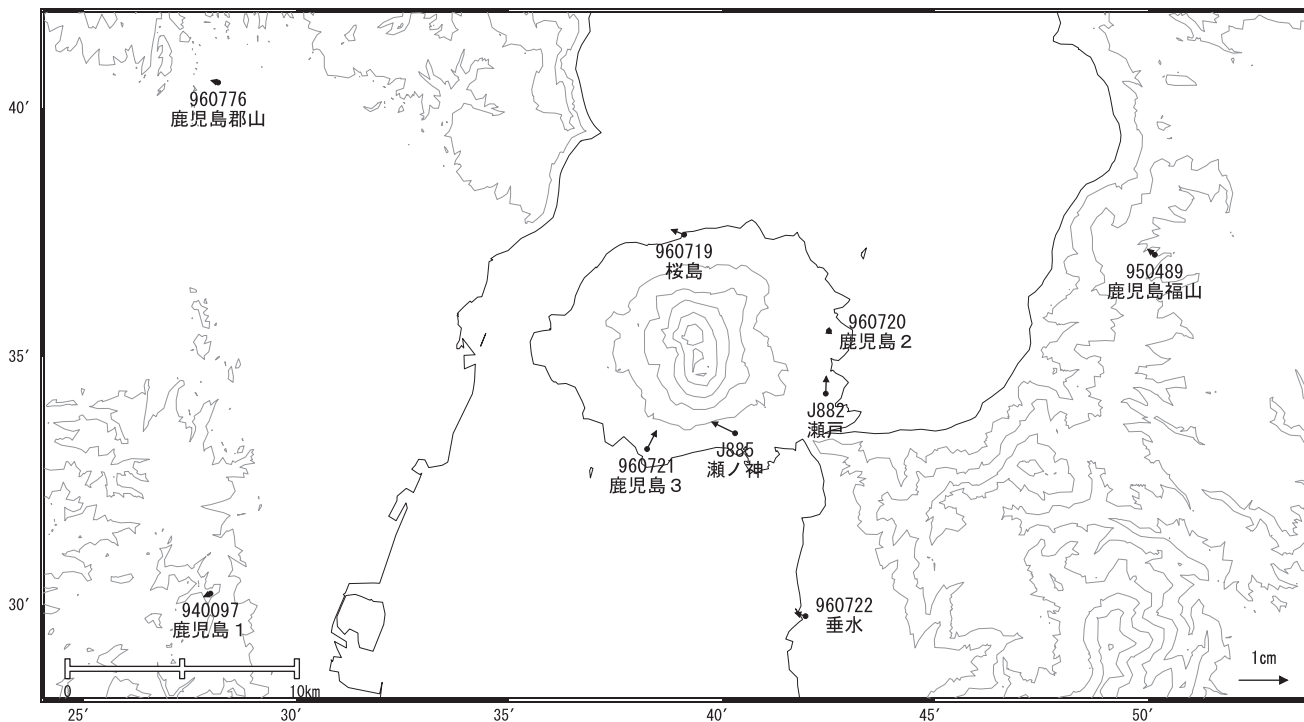 40′
960776
鹿児島郡山
960719
桜島
950489
鹿児島福山
960720
鹿児島２
35′
J882
瀬戸
J885
瀬ノ神
960721
鹿児島３
30′
940097
鹿児島１
960722
垂水
0
10km
1cm
25′
30′
35′
40′
45′
50′